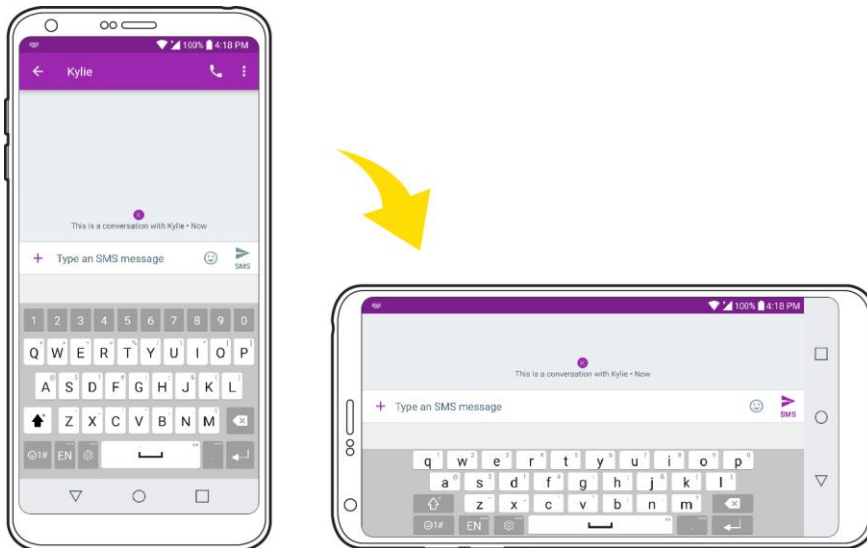 100% 4:18 PM
Kylie
K
This is a conversation with Kylie • Now
+ Type an SMS message
SMS
1 2 3 4 5 6 7 8 9 0
Q W E R T Y U I O P
A S D F G H J K L
Z X C V B N M
1# EN .
100% 4:18 PM
K
This is a conversation with Kylie • Now
+ Type an SMS message
SMS
q w e r t y u i o p
a s d f g h j k l
z x c v b n m
1# EN .